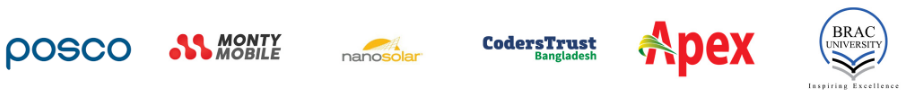 posco
MONTY
MOBILE
nanosolar
CodersTrust
Bangladesh
Apex
BRAC
UNIVERSITY
Inspiring Excellence